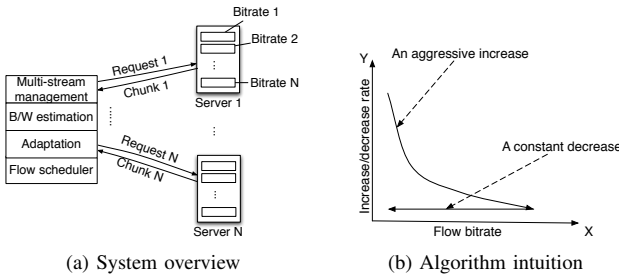 Bitrate 1
Bitrate 2
Bitrate N
Server 1
Request 1
Chunk 1
Multi-stream
management
B/W estimation
Adaptation
Flow scheduler
Request N
Chunk N
Server N
(a) System overview
Y
An aggressive increase
A constant decrease
Increase/decrease rate
Flow bitrate
X
(b) Algorithm intuition